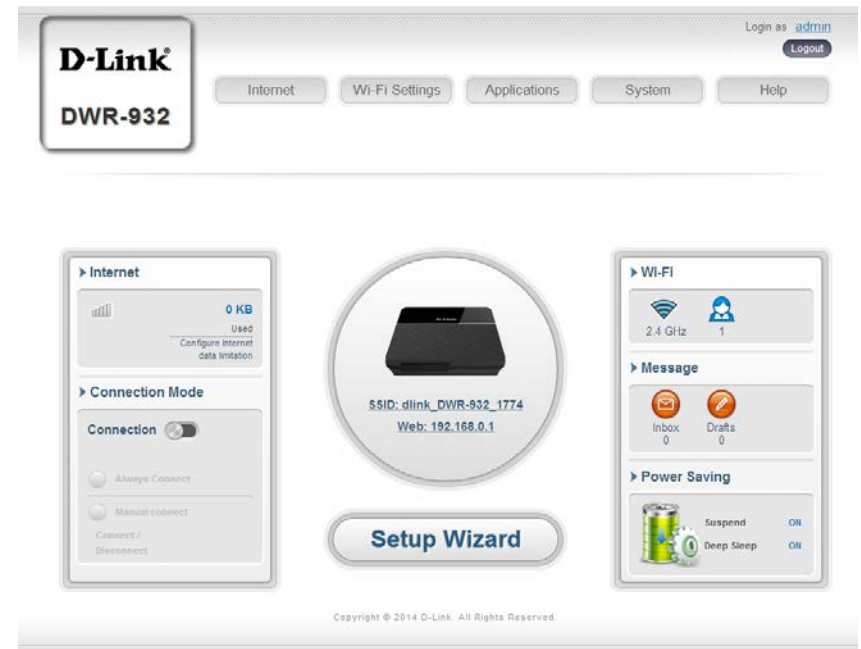 Login as admin
Logout
D-Link®
DWR-932
Internet
Wi-Fi Settings
Applications
System
Help
Internet
0 KB
Used
Configure Internet
data limitation
Connection Mode
Connection
Always Connect
Manual connect
Connect /
Disconnect
D-Link
SSID: dlink_DWR-932_1774
Web: 192.168.0.1
Setup Wizard
WI-FI
2.4 GHz
1
Message
Inbox
0
Drafts
0
Power Saving
Suspend ON
Deep Sleep ON
Copyright © 2014 D-Link. All Rights Reserved.